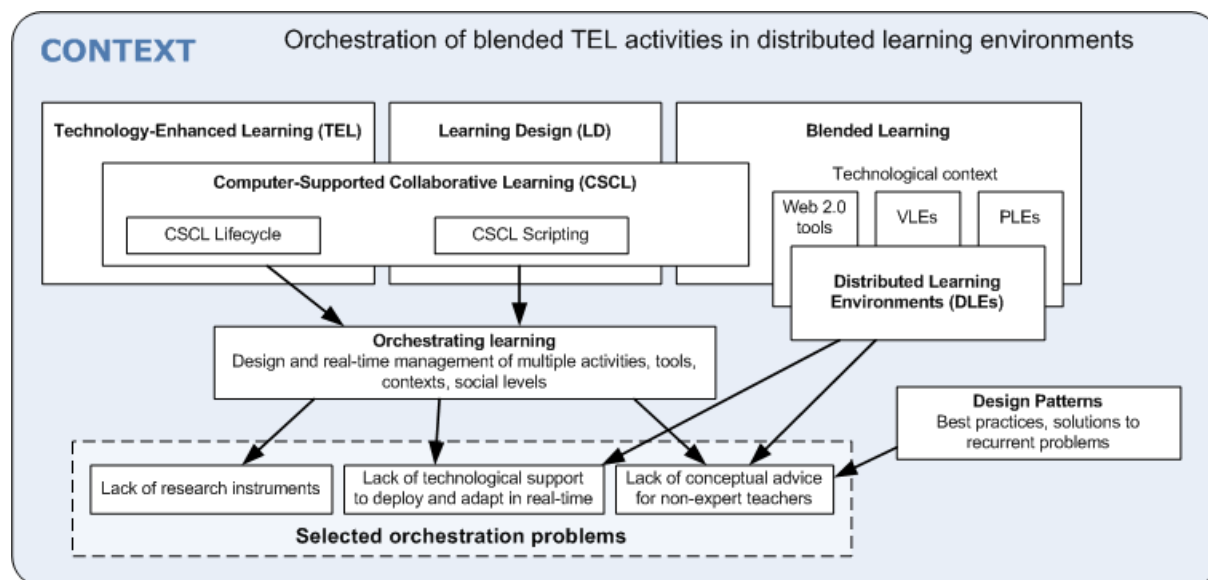 CONTEXT
Orchestration of blended TEL activities in distributed learning environments
Technology-Enhanced Learning (TEL)
Learning Design (LD)
Blended Learning
Computer-Supported Collaborative Learning (CSCL)
CSCL Lifecycle
CSCL Scripting
Technological context
Web 2.0
tools
VLEs
PLEs
Distributed Learning
Environments (DLEs)
Orchestrating learning
Design and real-time management of multiple activities, tools,
contexts, social levels
Design Patterns
Best practices, solutions to
recurrent problems
Lack of research instruments
Lack of technological support
to deploy and adapt in real-time
Lack of conceptual advice
for non-expert teachers
Selected orchestration problems